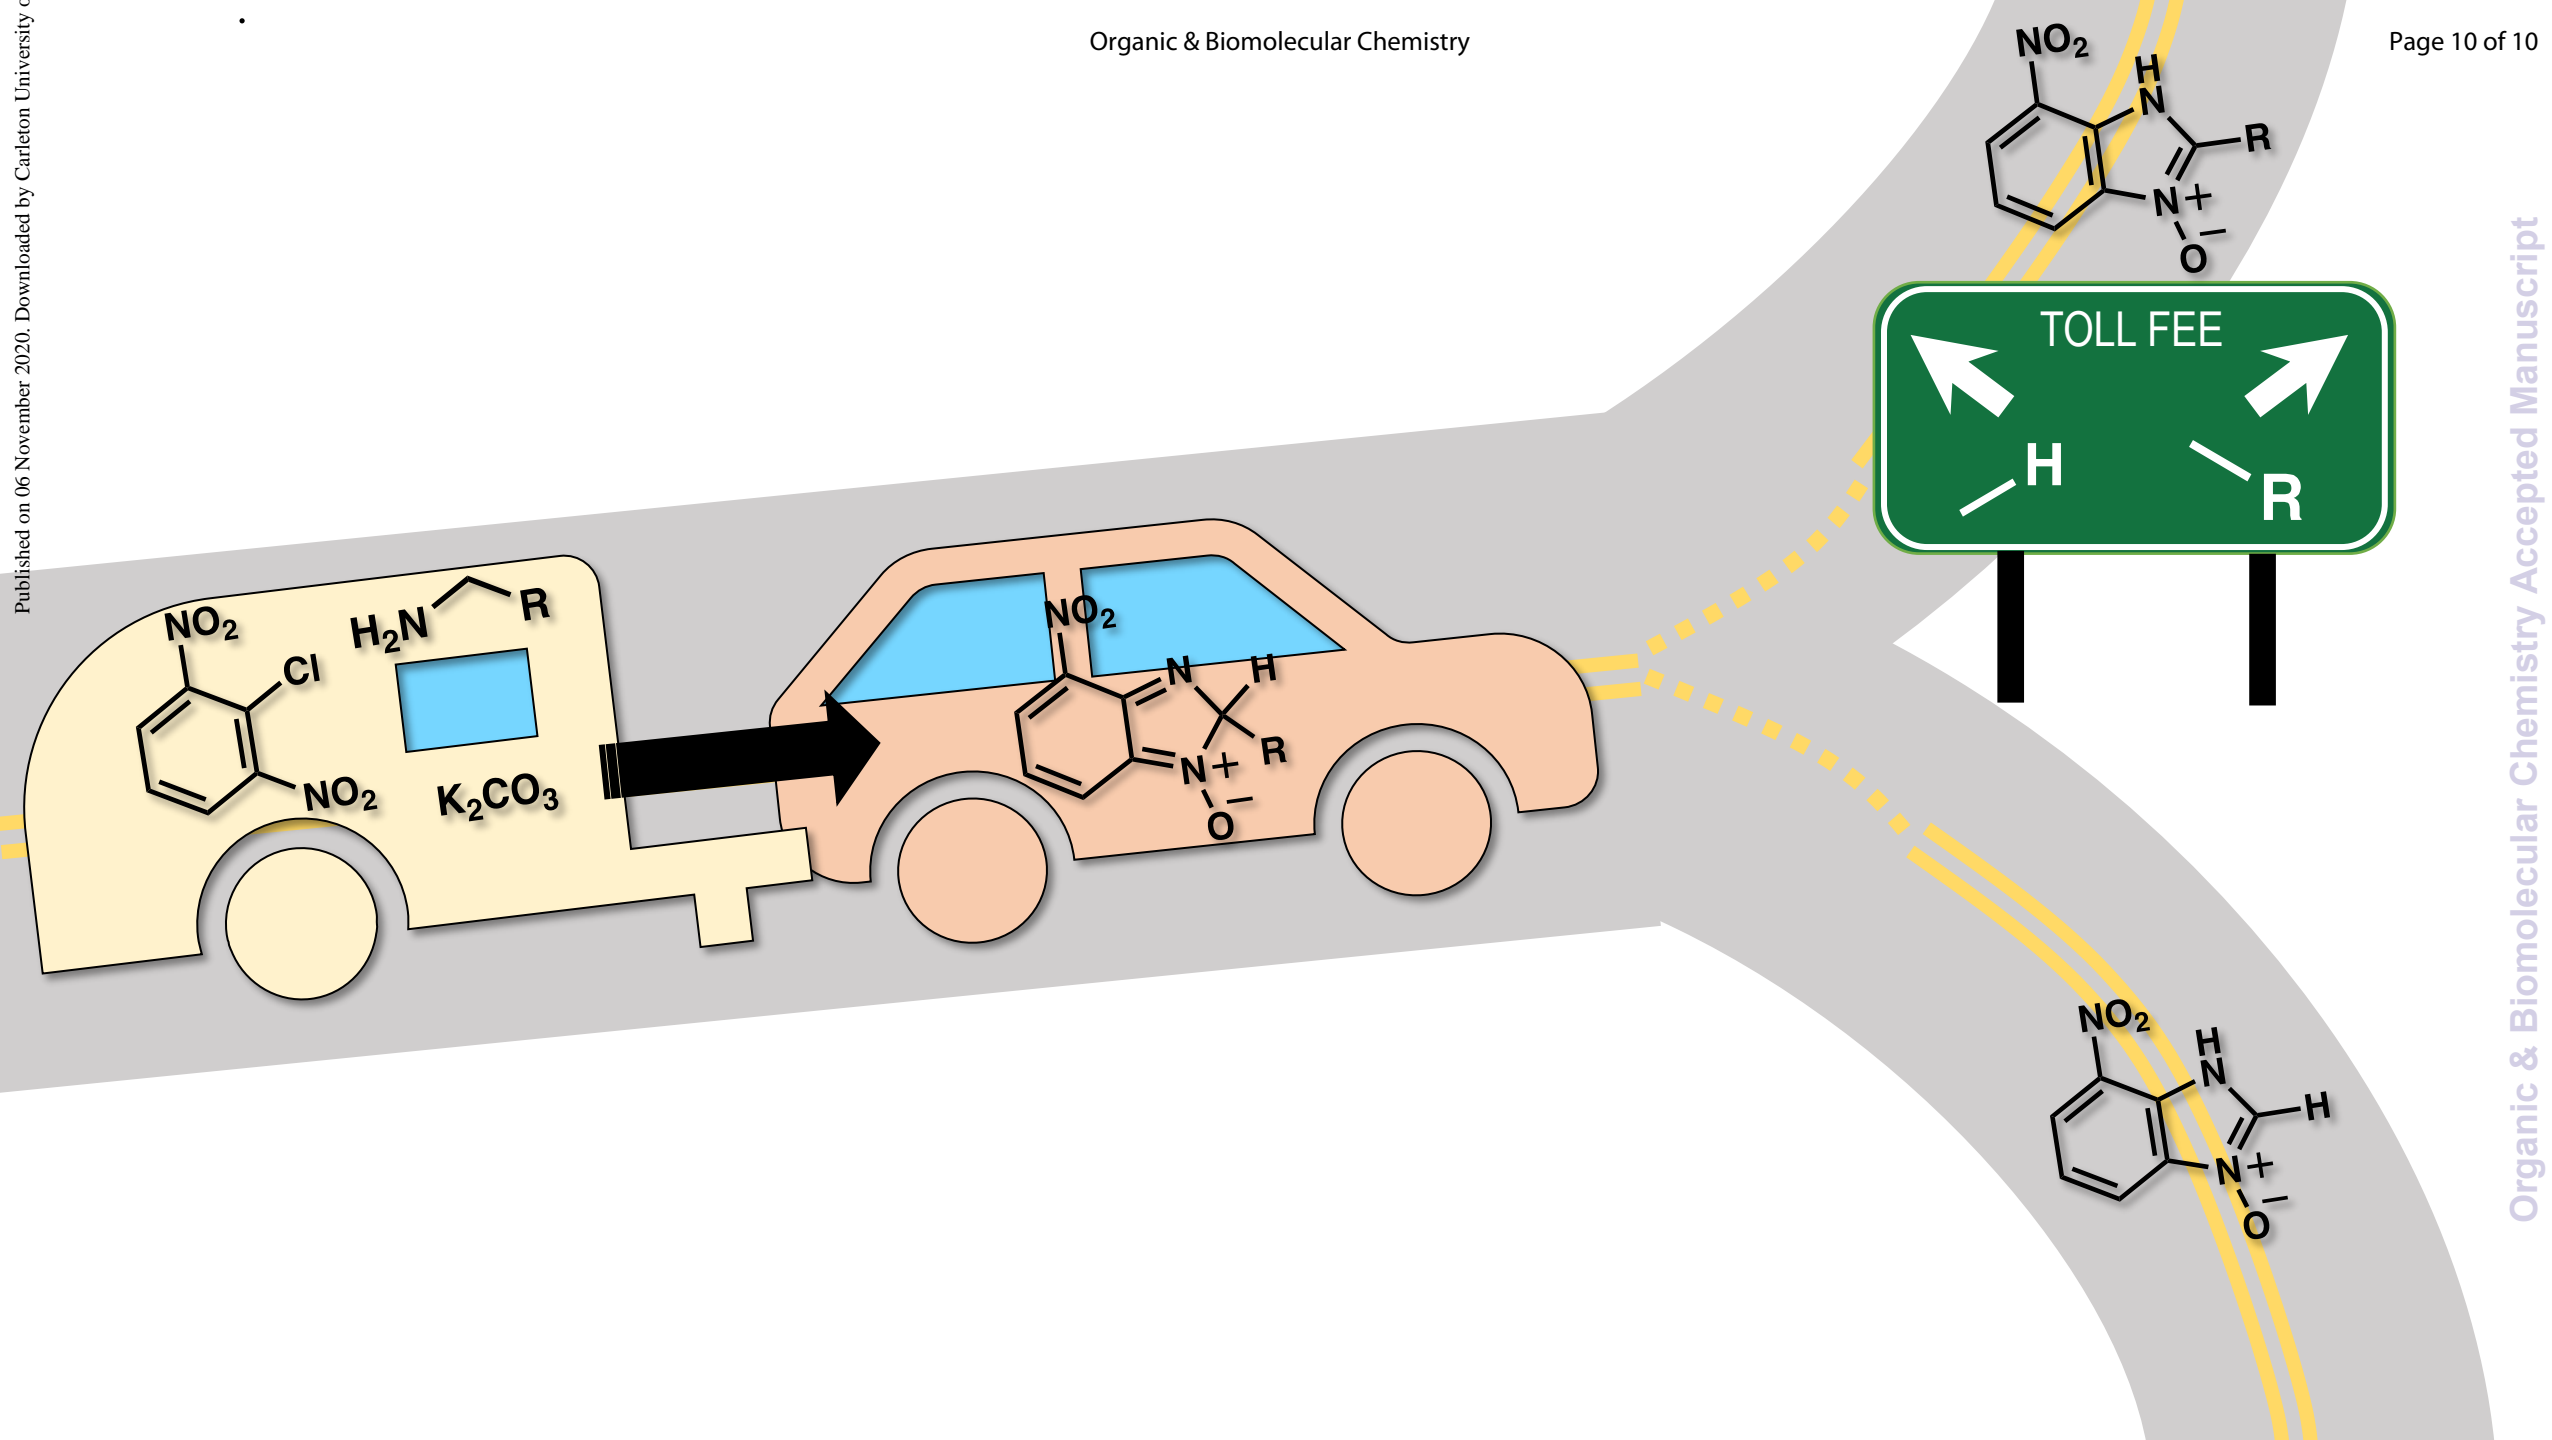 Organic & Biomolecular Chemistry
Page 10 of 10
Published on 06 November 2020. Downloaded by Carleton University
NO2
H
N
R
N+
O−
TOLL FEE
H
R
NO2
Cl
NO2
H2N
R
K2CO3
NO2
N
H
R
N+
O−
NO2
H
N
H
N+
O−
Organic & Biomolecular Chemistry Accepted Manuscript